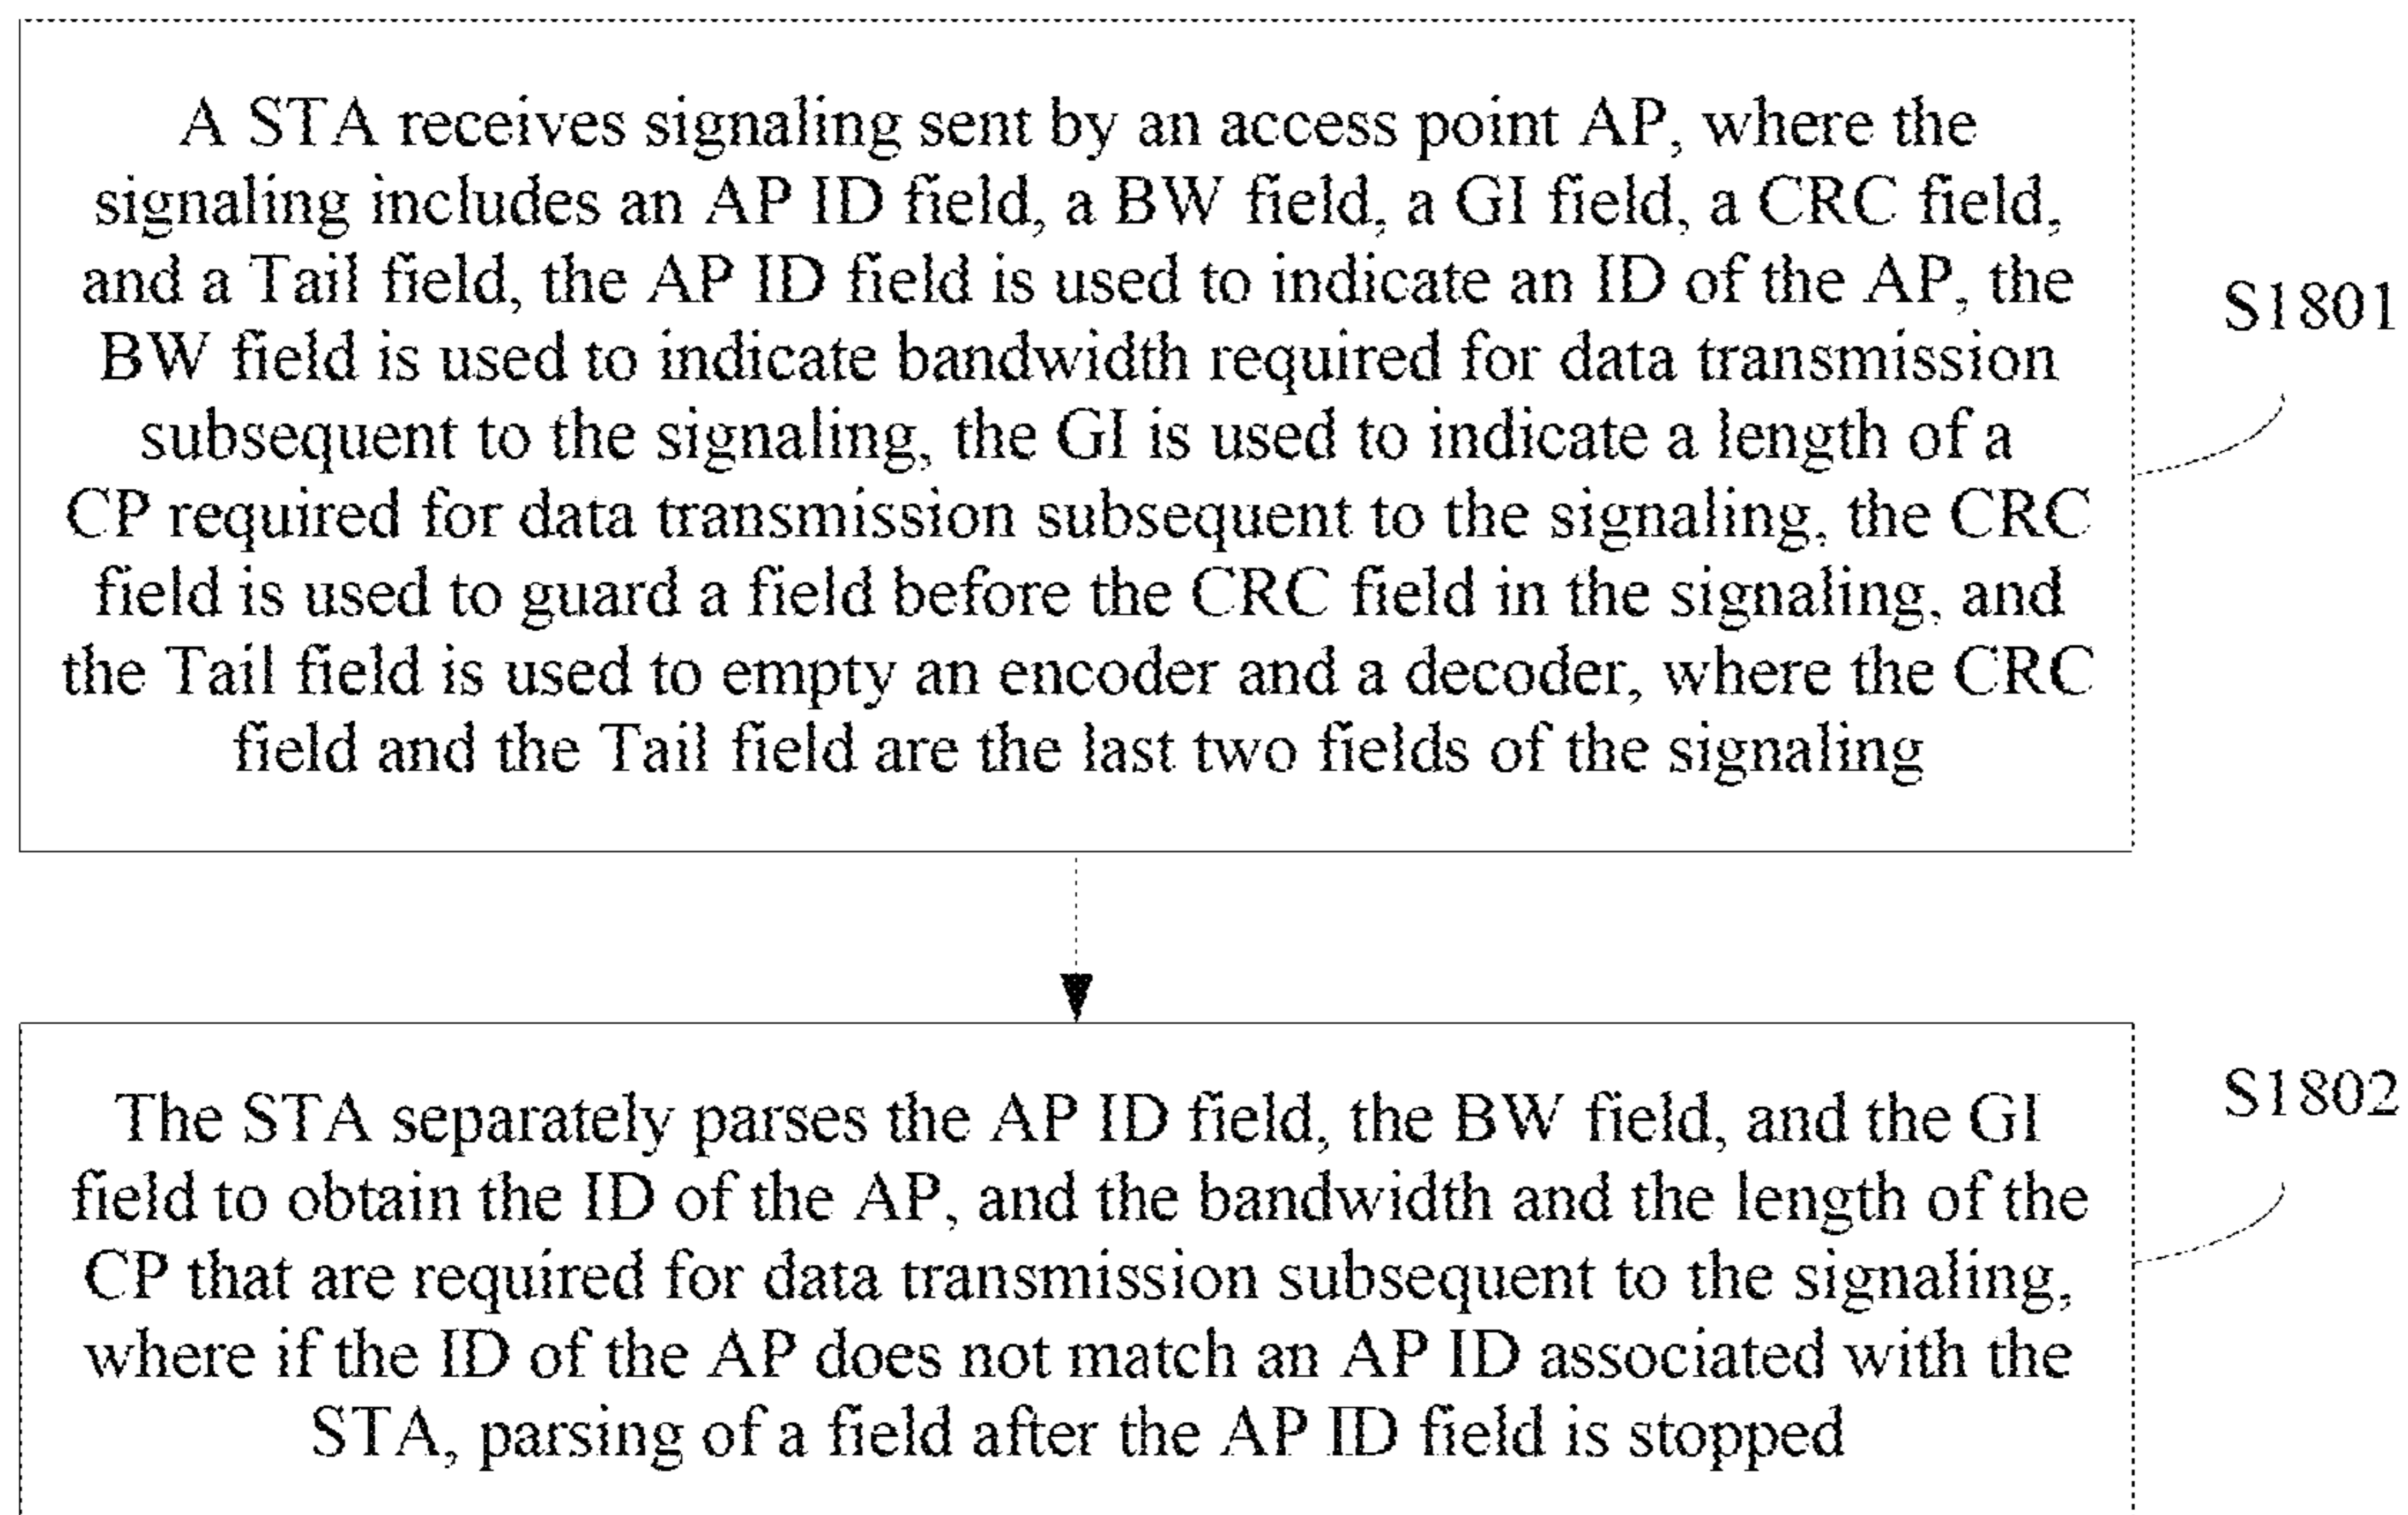 A STA receives signaling sent by an access point AP, where the
signaling includes an AP ID field, a BW field, a GI field, a CRC field,
and a Tail field, the AP ID field is used to indicate an ID of the AP, the
BW field is used to indicate bandwidth required for data transmission
subsequent to the signaling, the GI is used to indicate a length of a
CP required for data transmission subsequent to the signaling, the CRC
field is used to guard a field before the CRC field in the signaling, and
the Tail field is used to empty an encoder and a decoder, where the CRC
field and the Tail field are the last two fields of the signaling
S1801
The STA separately parses the AP ID field, the BW field, and the GI
field to obtain the ID of the AP, and the bandwidth and the length of the
CP that are required for data transmission subsequent to the signaling,
where if the ID of the AP does not match an AP ID associated with the
STA, parsing of a field after the AP ID field is stopped
S1802